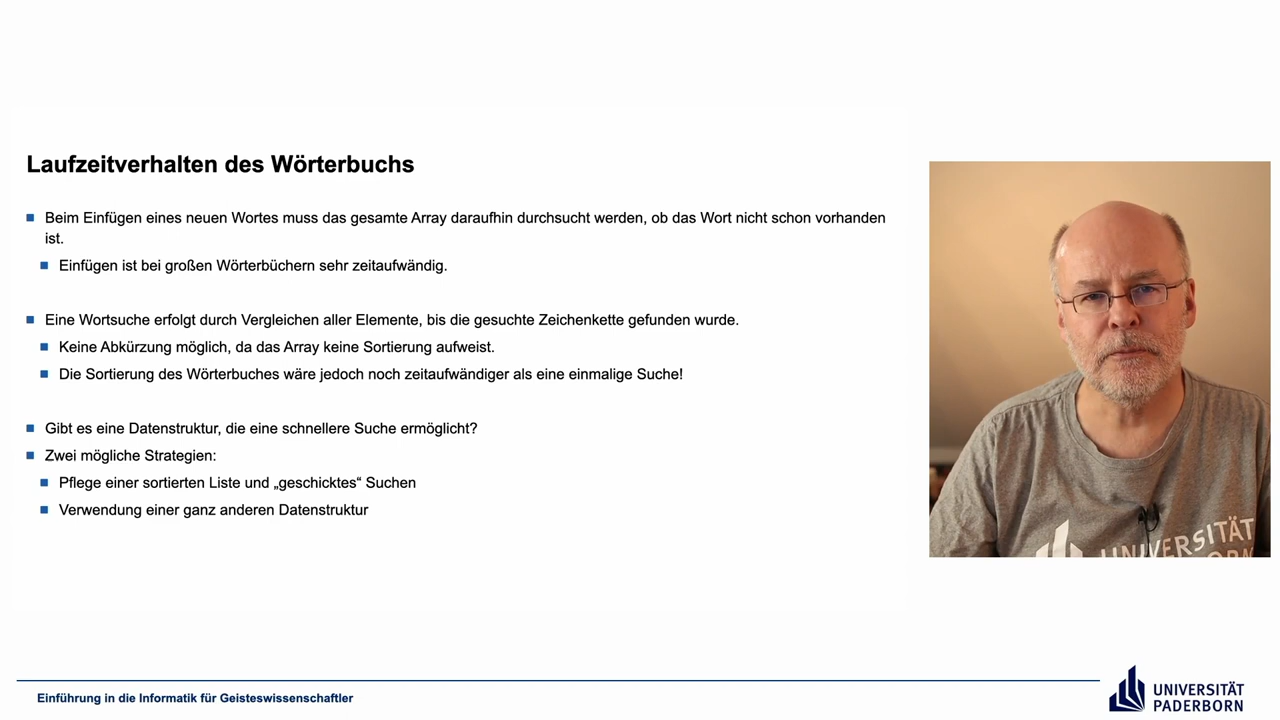 Laufzeitverhalten des Wörterbuchs
Beim Einfügen eines neuen Wortes muss das gesamte Array daraufhin durchsucht werden, ob das Wort nicht schon vorhanden
ist.
Einfügen ist bei großen Wörterbüchern sehr zeitaufwändig.
Eine Wortsuche erfolgt durch Vergleichen aller Elemente, bis die gesuchte Zeichenkette gefunden wurde.
Keine Abkürzung möglich, da das Array keine Sortierung aufweist.
Die Sortierung des Wörterbuches wäre jedoch noch zeitaufwändiger als eine einmalige Suche!
Gibt es eine Datenstruktur, die eine schnellere Suche ermöglicht?
Zwei mögliche Strategien:
Pflege einer sortierten Liste und „geschicktes“ Suchen
Verwendung einer ganz anderen Datenstruktur
UNIVERSITÄT
Einführung in die Informatik für Geisteswissenschaftler
UNIVERSITÄT
PADERBORN